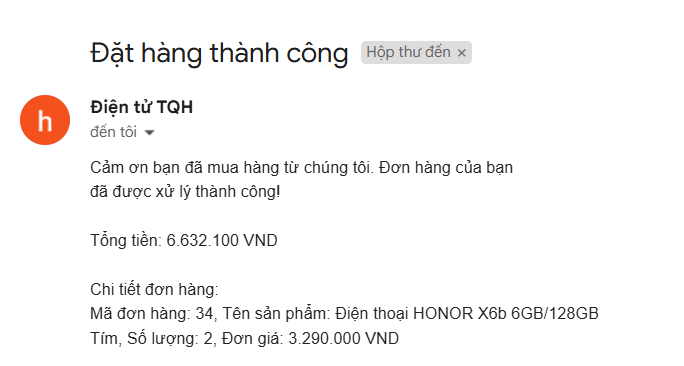 Đặt hàng thành công Hộp thư đến ×
h
Điện tử TQH
đến tôi
Cảm ơn bạn đã mua hàng từ chúng tôi. Đơn hàng của bạn
đã được xử lý thành công!
Tổng tiền: 6.632.100 VND
Chi tiết đơn hàng:
Mã đơn hàng: 34, Tên sản phẩm: Điện thoại HONOR X6b 6GB/128GB
Tím, Số lượng: 2, Đơn giá: 3.290.000 VND